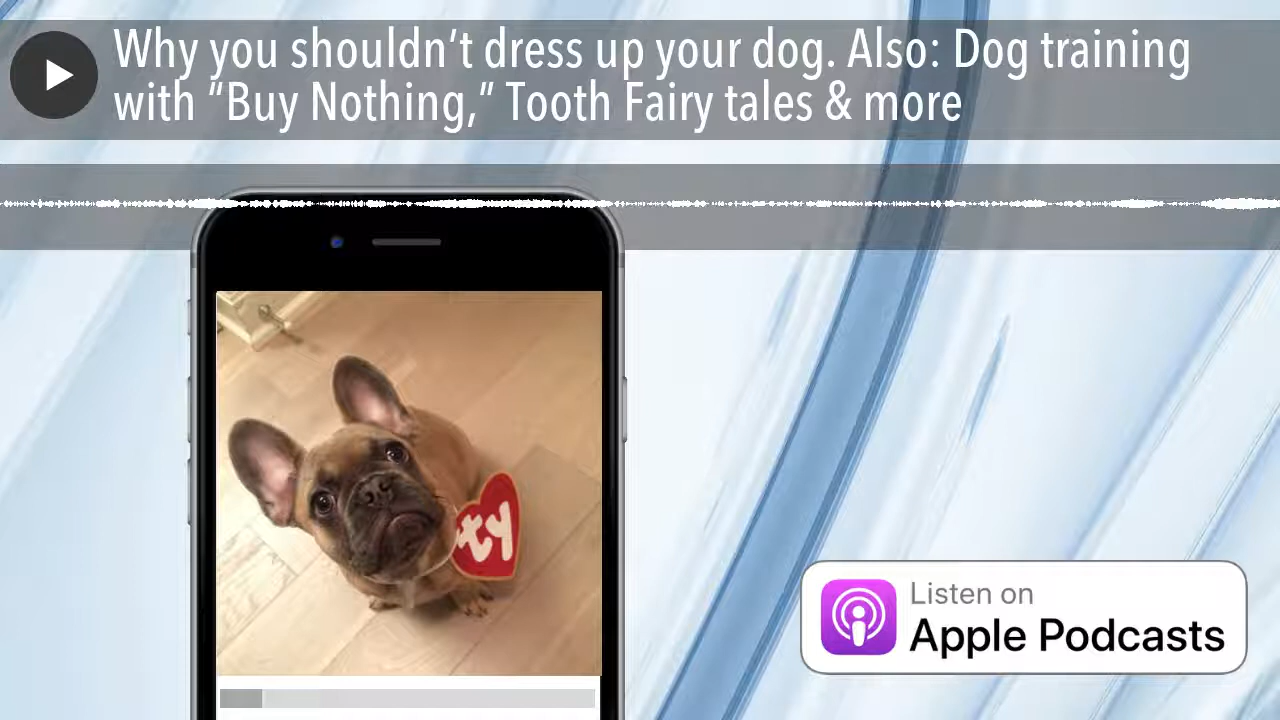 Why you shouldn’t dress up your dog. Also: Dog training
with “Buy Nothing,” Tooth Fairy tales & more
ty
Listen on
Apple Podcasts